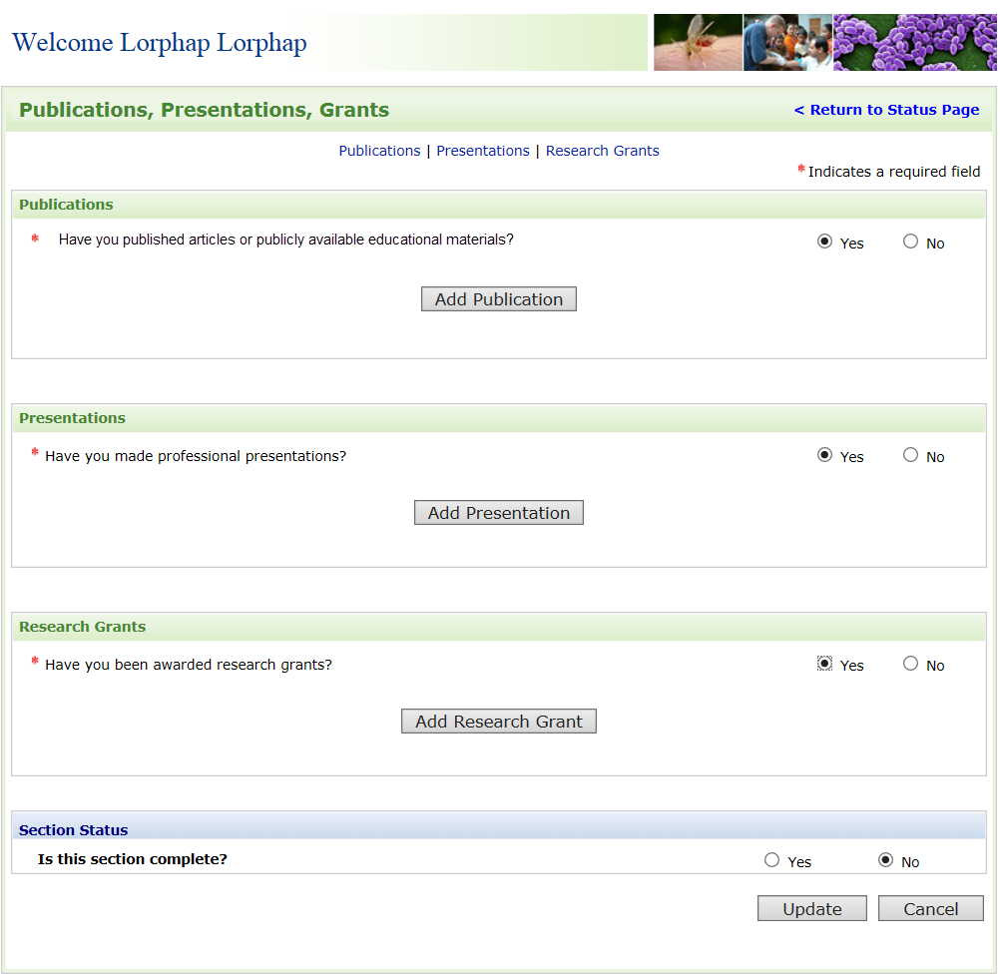 Welcome Lorphap Lorphap
Publications, Presentations, Grants
< Return to Status Page
Publications | Presentations | Research Grants
* Indicates a required field
Publications
* Have you published articles or publicly available educational materials? Yes No
Add Publication
Presentations
* Have you made professional presentations? Yes No
Add Presentation
Research Grants
* Have you been awarded research grants? Yes No
Add Research Grant
Section Status
Is this section complete? Yes No
Update Cancel